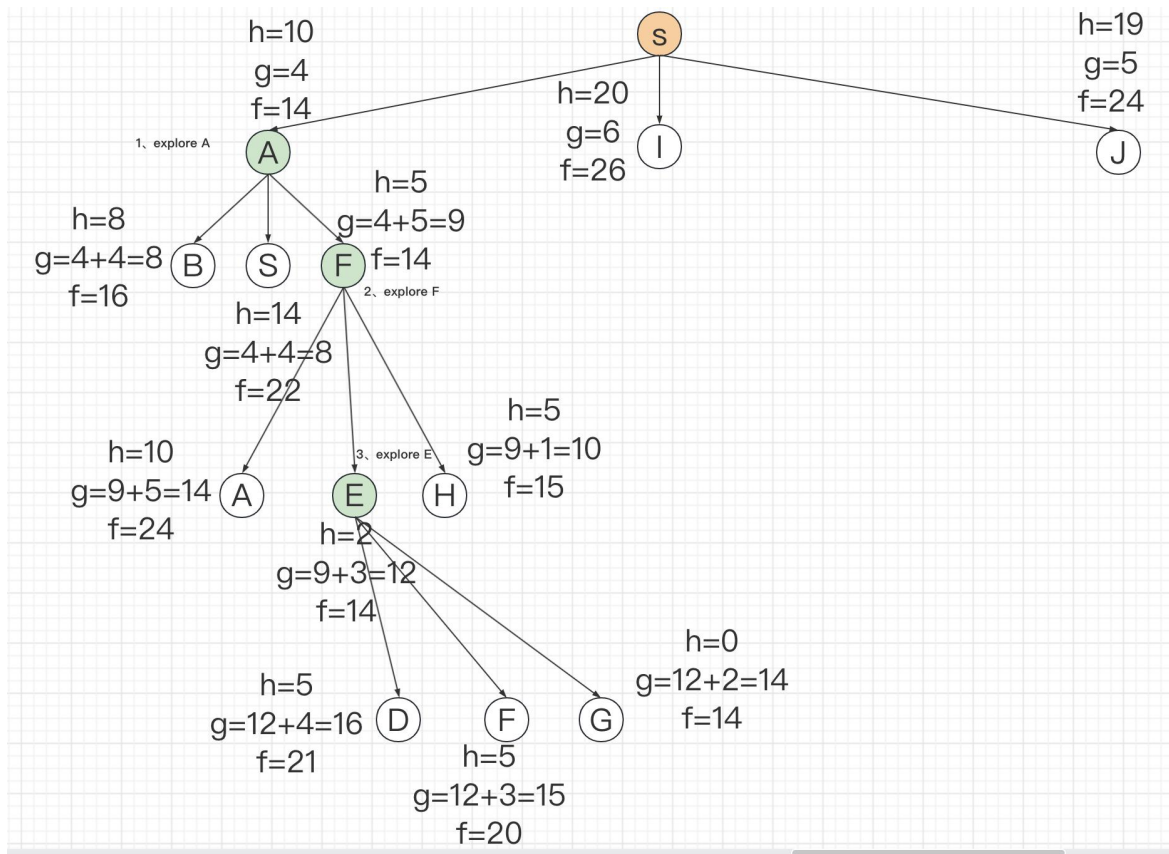 s
h=10
g=4
f=14
h=19
g=5
f=24
h=20
g=6
f=26
1、explore A
A
I
J
h=5
g=4+5=9
f=14
h=8
g=4+4=8
f=16
B
S
F
2、explore F
h=14
g=4+4=8
f=22
h=10
g=9+5=14
f=24
3、explore E
h=5
g=9+1=10
f=15
A
E
H
h=2
g=9+3=12
f=14
h=5
g=12+4=16
f=21
h=0
g=12+2=14
f=14
D
F
G
h=5
g=12+3=15
f=20